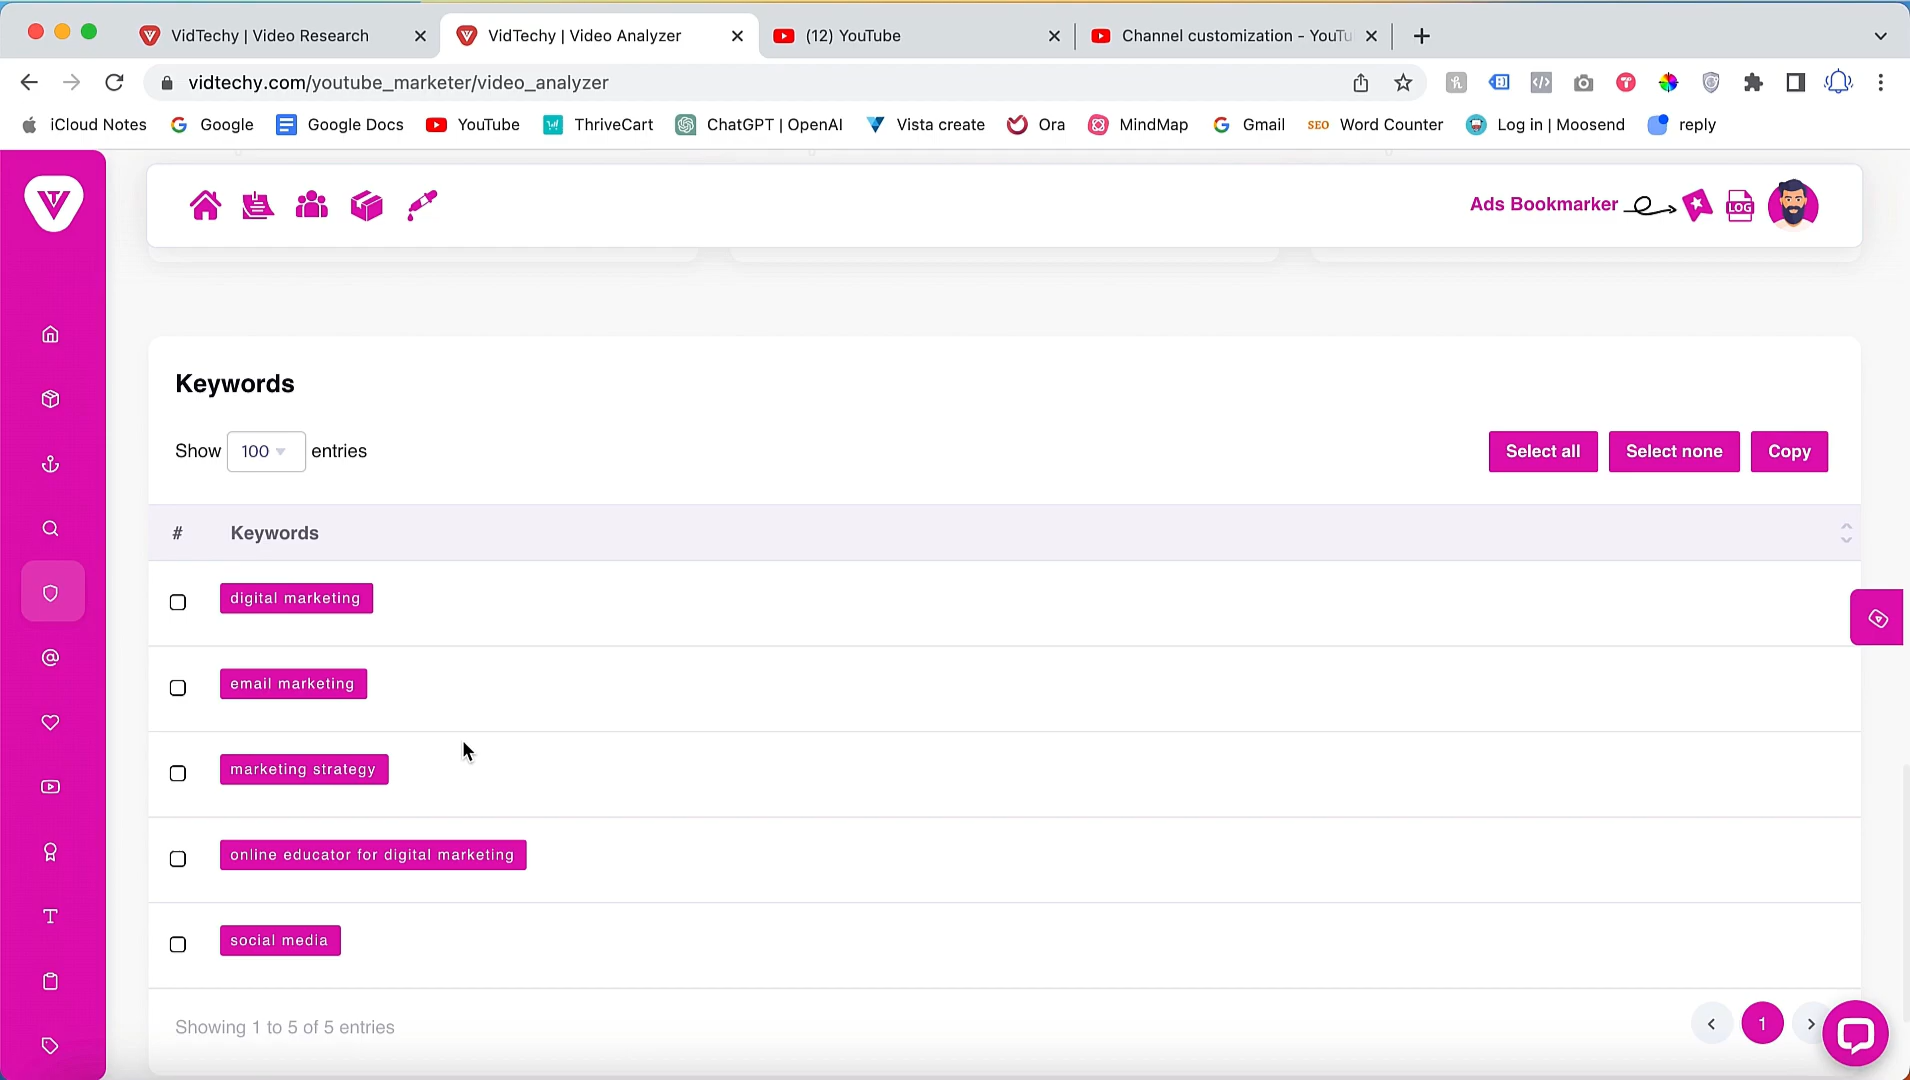 VidTechy | Video Research
VidTechy | Video Analyzer
(12) YouTube
Channel customization - YouTu
vidtechy.com/youtube_marketer/video_analyzer
iCloud Notes
Google
Google Docs
YouTube
ThriveCart
ChatGPT | OpenAI
Vista create
Ora
MindMap
Gmail
SEO Word Counter
Log in | Moosend
reply
Ads Bookmarker
LOG
Keywords
Show 100 entries
Select all
Select none
Copy
# Keywords
digital marketing
email marketing
marketing strategy
online educator for digital marketing
social media
Showing 1 to 5 of 5 entries
1